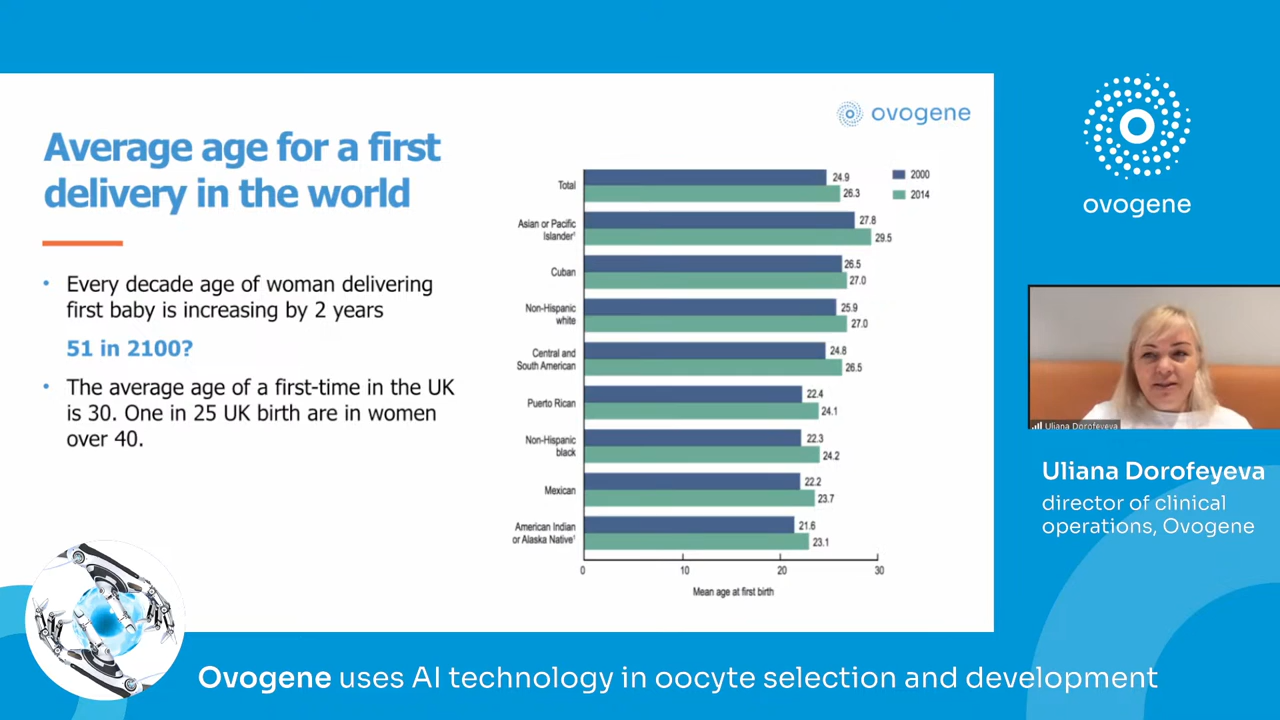 Average age for a first
delivery in the world
• Every decade age of woman delivering
first baby is increasing by 2 years
51 in 2100?
• The average age of a first-time in the UK
is 30. One in 25 UK birth are in women
over 40.
ovogene
2000
2014
Total
24.9
26.3
Asian or Pacific
Islander¹
27.8
29.5
Cuban
26.5
27.0
Non-Hispanic
white
25.9
27.0
Central and
South American
24.8
26.5
Puerto Rican
22.4
24.1
Non-Hispanic
black
22.3
24.2
Mexican
22.2
23.7
American Indian
or Alaska Native¹
21.6
23.1
0 10 20 30
Mean age at first birth
ovogene
Uliana Dorofeyeva
Uliana Dorofeyeva
director of clinical
operations, Ovogene
Ovogene uses AI technology in oocyte selection and development